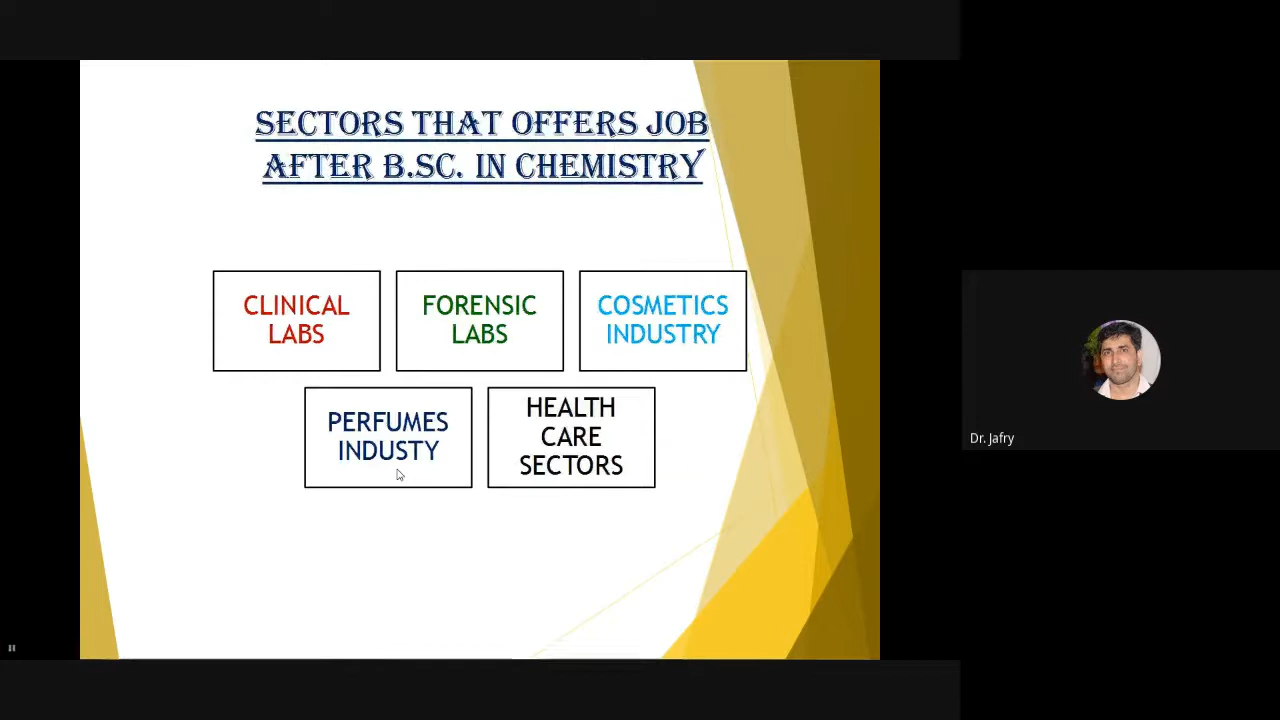 SECTORS THAT OFFERS JOB
AFTER B.SC. IN CHEMISTRY
CLINICAL
LABS
FORENSIC
LABS
COSMETICS
INDUSTRY
PERFUMES
INDUSTY
HEALTH
CARE
SECTORS
Dr. Jafry